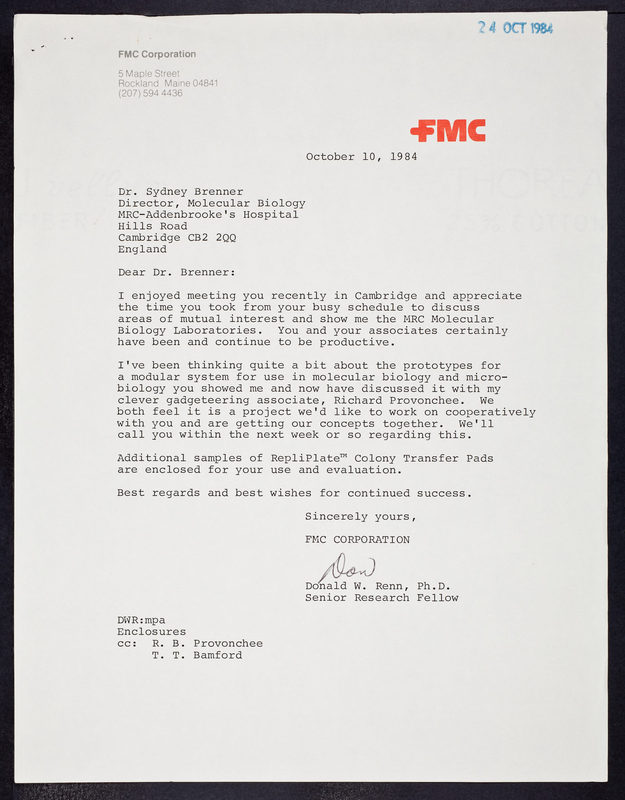 24 OCT 1984
FMC Corporation
5 Maple Street
Rockland Maine 04841
(207) 594 4436
FMC
October 10, 1984
Dr. Sydney Brenner
Director, Molecular Biology
MRC-Addenbrooke's Hospital
Hills Road
Cambridge CB2 2QQ
England
Dear Dr. Brenner:
I enjoyed meeting you recently in Cambridge and appreciate
the time you took from your busy schedule to discuss
areas of mutual interest and show me the MRC Molecular
Biology Laboratories.  You and your associates certainly
have been and continue to be productive.
I've been thinking quite a bit about the prototypes for
a modular system for use in molecular biology and micro-
biology you showed me and now have discussed it with my
clever gadgeteering associate, Richard Provonchee.  We
both feel it is a project we'd like to work on cooperatively
with you and are getting our concepts together.  We'll
call you within the next week or so regarding this.
Additional samples of RepliPlate™ Colony Transfer Pads
are enclosed for your use and evaluation.
Best regards and best wishes for continued success.
Sincerely yours,
FMC CORPORATION
Don
Donald W. Renn, Ph.D.
Senior Research Fellow
DWR:mpa
Enclosures
cc:  R. B. Provonchee
T. T. Bamford